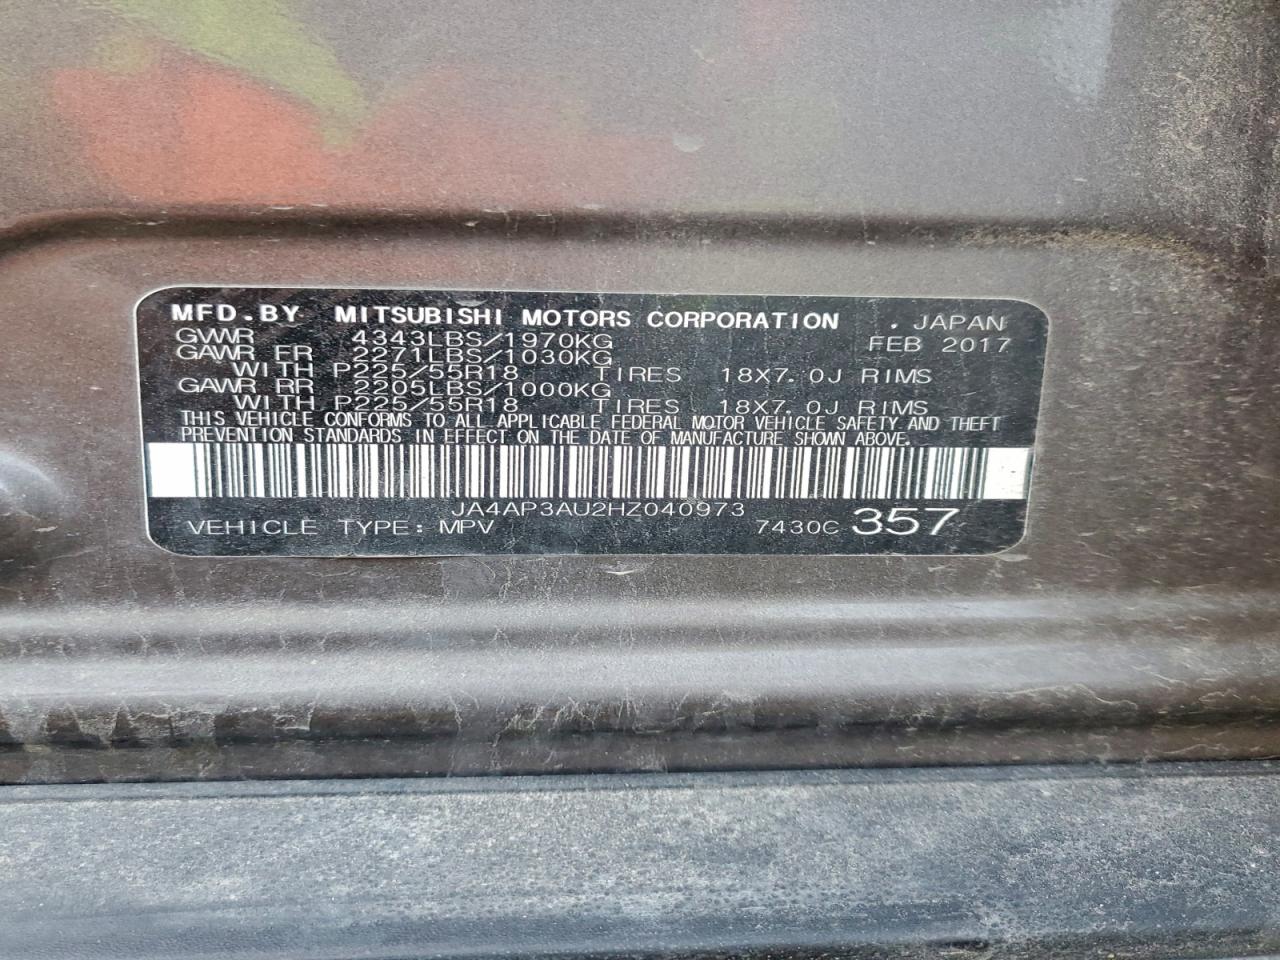 MFD.BY MITSUBISHI MOTORS CORPORATION . JAPAN
GVWR 4343LBS/1970KG FEB 2017
GAWR FR 2271LBS/1030KG
WITH P225/55R18 TIRES 18X7.0J RIMS
GAWR RR 2205LBS/1000KG
WITH P225/55R18 TIRES 18X7.0J RIMS
THIS VEHICLE CONFORMS TO ALL APPLICABLE FEDERAL MOTOR VEHICLE SAFETY AND THEFT
PREVENTION STANDARDS IN EFFECT ON THE DATE OF MANUFACTURE SHOWN ABOVE.
JA4AP3AU2HZ040973
VEHICLE TYPE: MPV 7430C 357